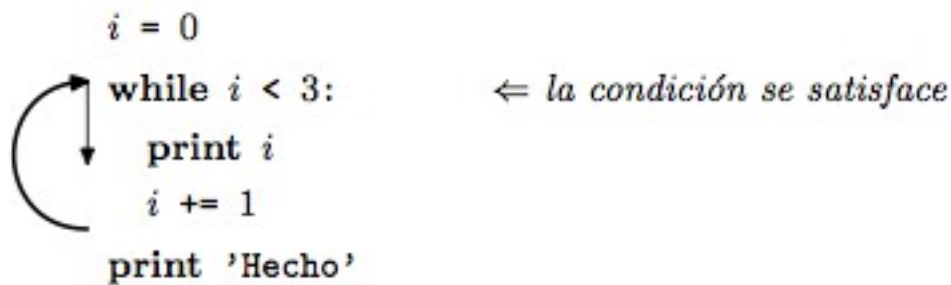 i = 0
while i < 3: ⇐ la condición se satisface
print i
i += 1
print 'Hecho'